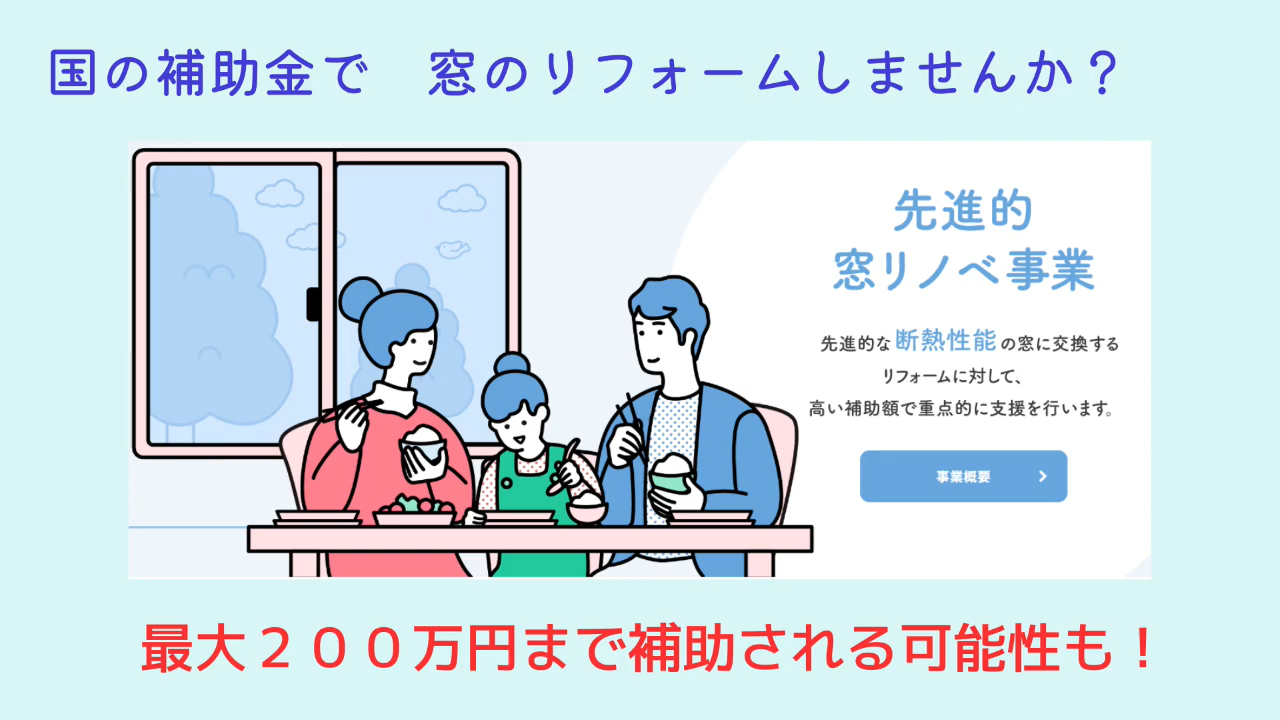 国の補助金で　窓のリフォームしませんか？
先進的
窓リノベ事業
先進的な断熱性能の窓に交換する
リフォームに対して、
高い補助額で重点的に支援を行います。
事業概要
最大２００万円まで補助される可能性も！